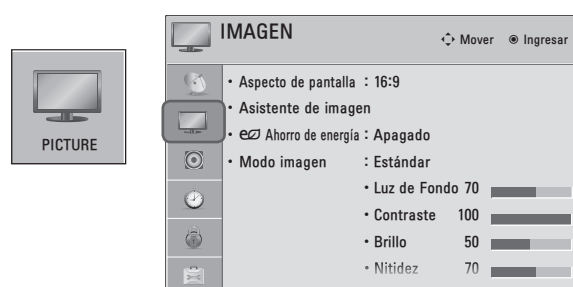 IMAGEN
Mover
Ingresar
PICTURE
• Aspecto de pantalla : 16:9
• Asistente de imagen
• Ahorro de energía : Apagado
• Modo imagen : Estándar
• Luz de Fondo 70
• Contraste 100
• Brillo 50
• Nitidez 70